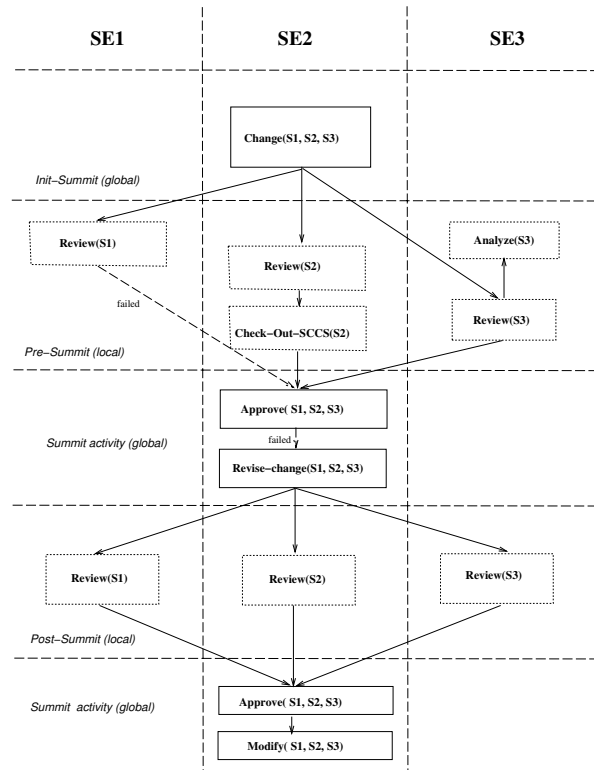 SE1 SE2 SE3
Change(S1, S2, S3)
Init−Summit (global)
Review(S1)
Analyze(S3)
Review(S2)
failed
Review(S3)
Check−Out−SCCS(S2)
Pre−Summit (local)
Approve( S1, S2, S3)
failed
Summit activity (global)
Revise−change(S1, S2, S3)
Review(S1) Review(S2) Review(S3)
Post−Summit (local)
Approve( S1, S2, S3)
Summit activity (global)
Modify( S1, S2, S3)